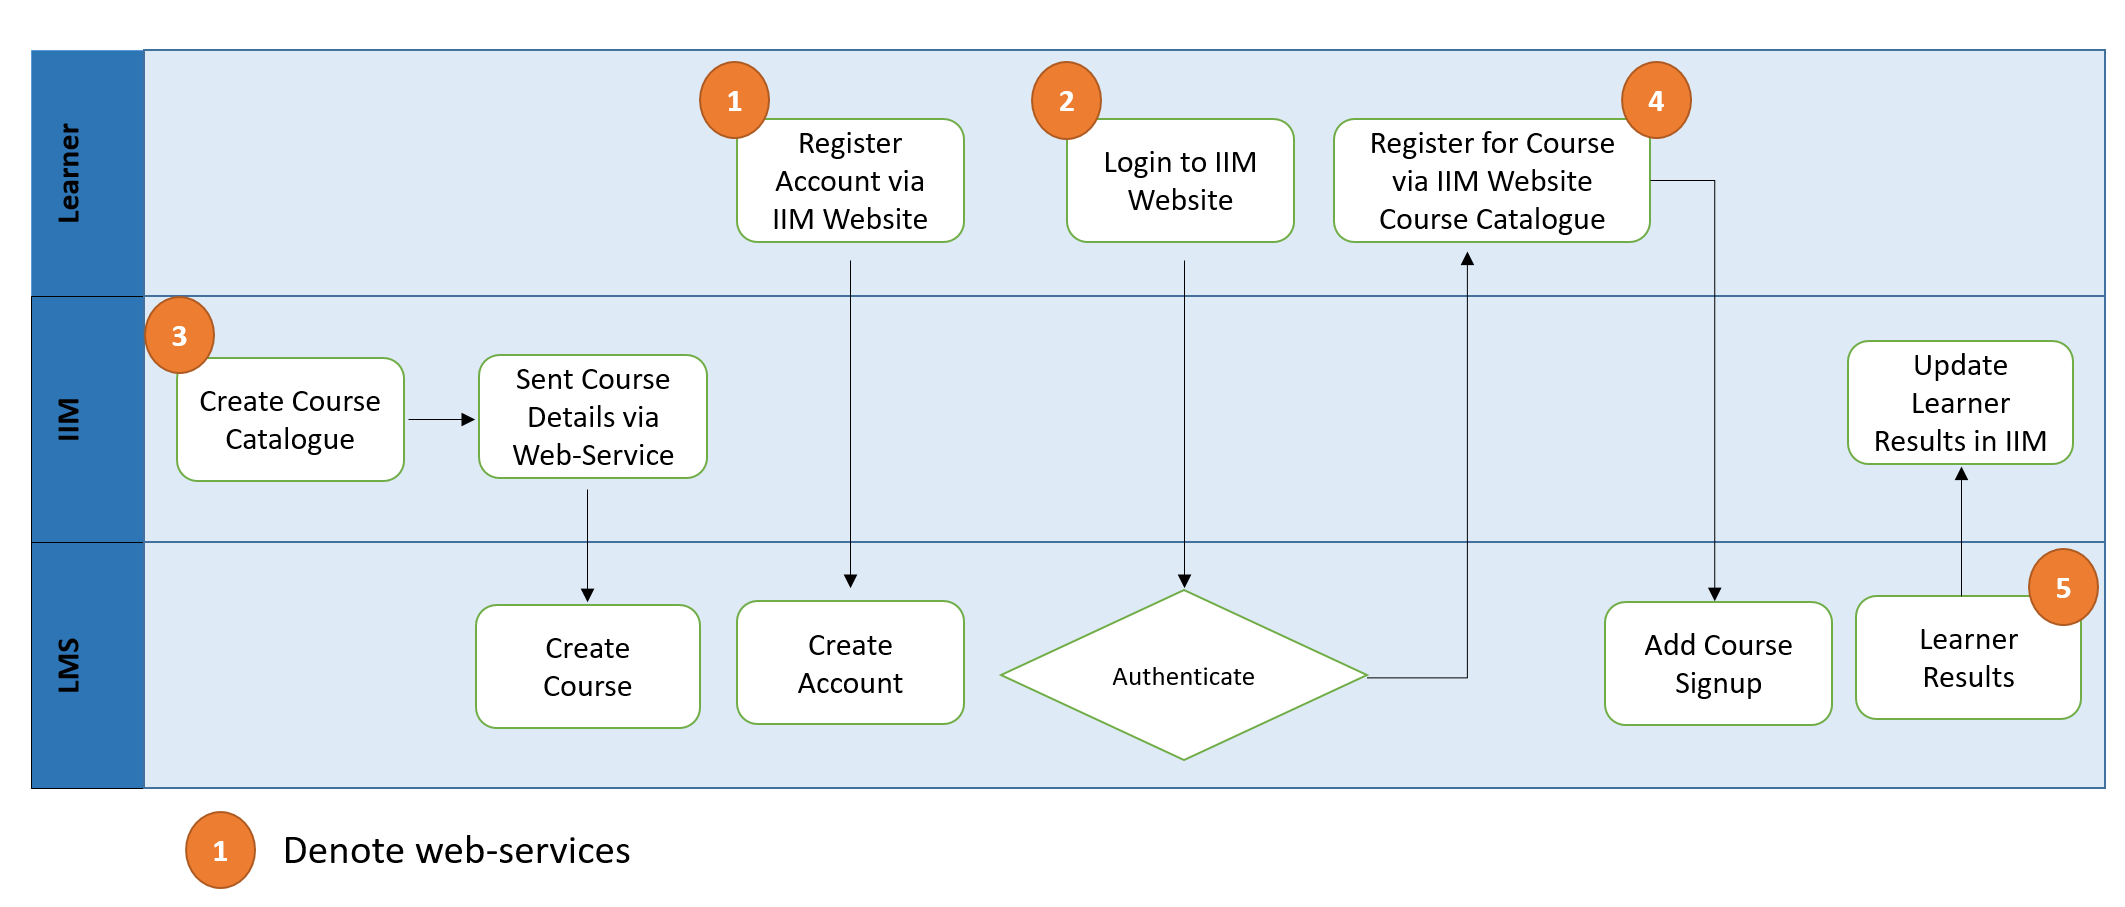 Learner
1
Register
Account via
IIM Website
2
Login to IIM
Website
4
Register for Course
via IIM Website
Course Catalogue
IIM
3
Create Course
Catalogue
Sent Course
Details via
Web-Service
Update
Learner
Results in IIM
LMS
Create
Course
Create
Account
Authenticate
Add Course
Signup
5
Learner
Results
1
Denote web-services